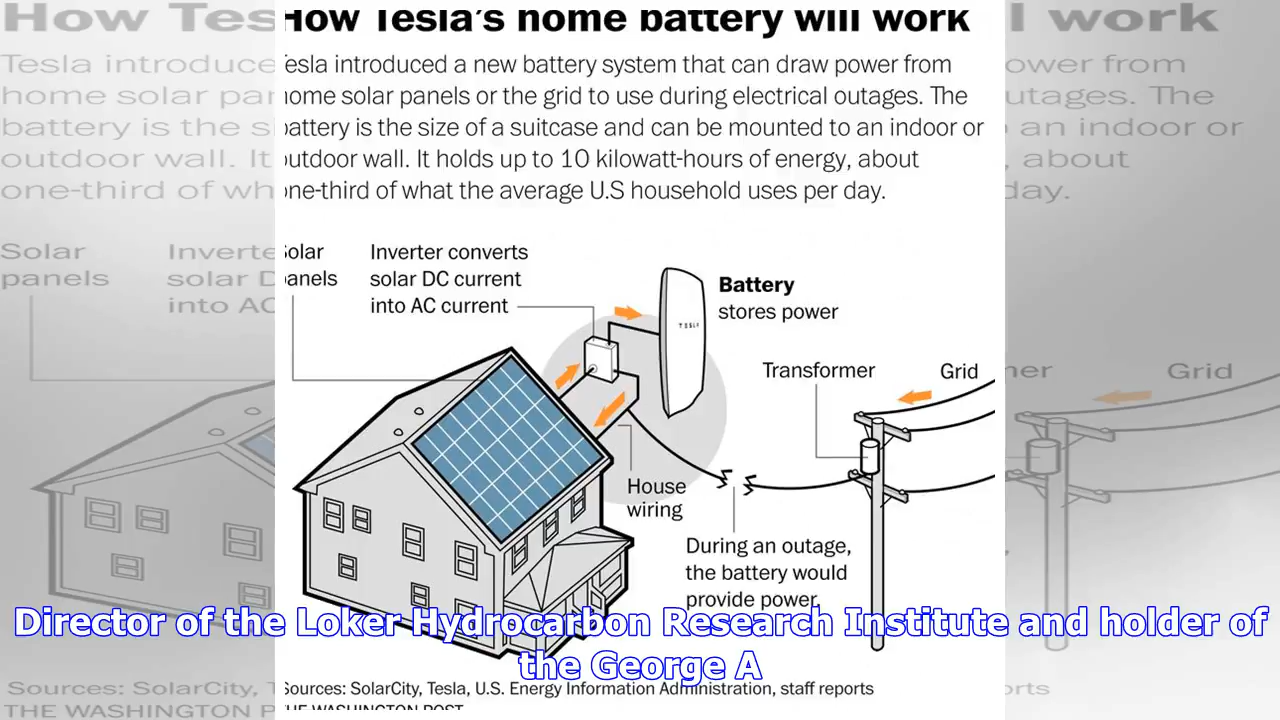 How Tesla's home battery will work
Tesla introduced a new battery system that can draw power from
home solar panels or the grid to use during electrical outages. The
battery is the size of a suitcase and can be mounted to an indoor or
outdoor wall. It holds up to 10 kilowatt-hours of energy, about
one-third of what the average U.S household uses per day.
Solar
panels
Inverter converts
solar DC current
into AC current
Battery
stores power
TESLA
Transformer
Grid
House
wiring
During an outage,
the battery would
provide power.
Director of the Loker Hydrocarbon Research Institute and holder of
the George A
Sources: SolarCity, Tesla, U.S. Energy Information Administration, staff reports
THE WASHINGTON POST